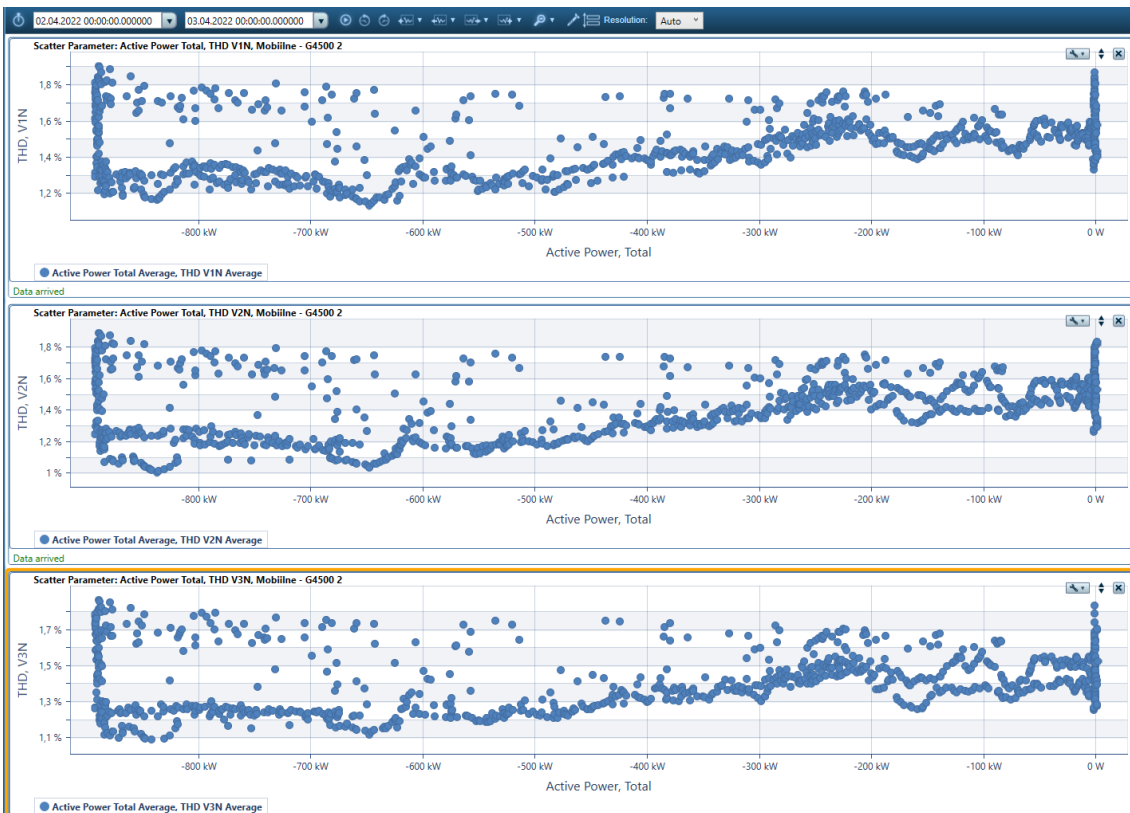 02.04.2022 00:00:00.000000 03.04.2022 00:00:00.000000 Resolution: Auto
Scatter Parameter: Active Power Total, THD V1N, Mobiilne - G4500 2
THD, V1N
1,8 %
1,6 %
1,4 %
1,2 %
-800 kW -700 kW -600 kW -500 kW -400 kW -300 kW -200 kW -100 kW 0 W
Active Power, Total
Active Power Total Average, THD V1N Average
Data arrived
Scatter Parameter: Active Power Total, THD V2N, Mobiilne - G4500 2
THD, V2N
1,8 %
1,6 %
1,4 %
1,2 %
1 %
-800 kW -700 kW -600 kW -500 kW -400 kW -300 kW -200 kW -100 kW 0 W
Active Power, Total
Active Power Total Average, THD V2N Average
Data arrived
Scatter Parameter: Active Power Total, THD V3N, Mobiilne - G4500 2
THD, V3N
1,7 %
1,5 %
1,3 %
1,1 %
-800 kW -700 kW -600 kW -500 kW -400 kW -300 kW -200 kW -100 kW 0 W
Active Power, Total
Active Power Total Average, THD V3N Average